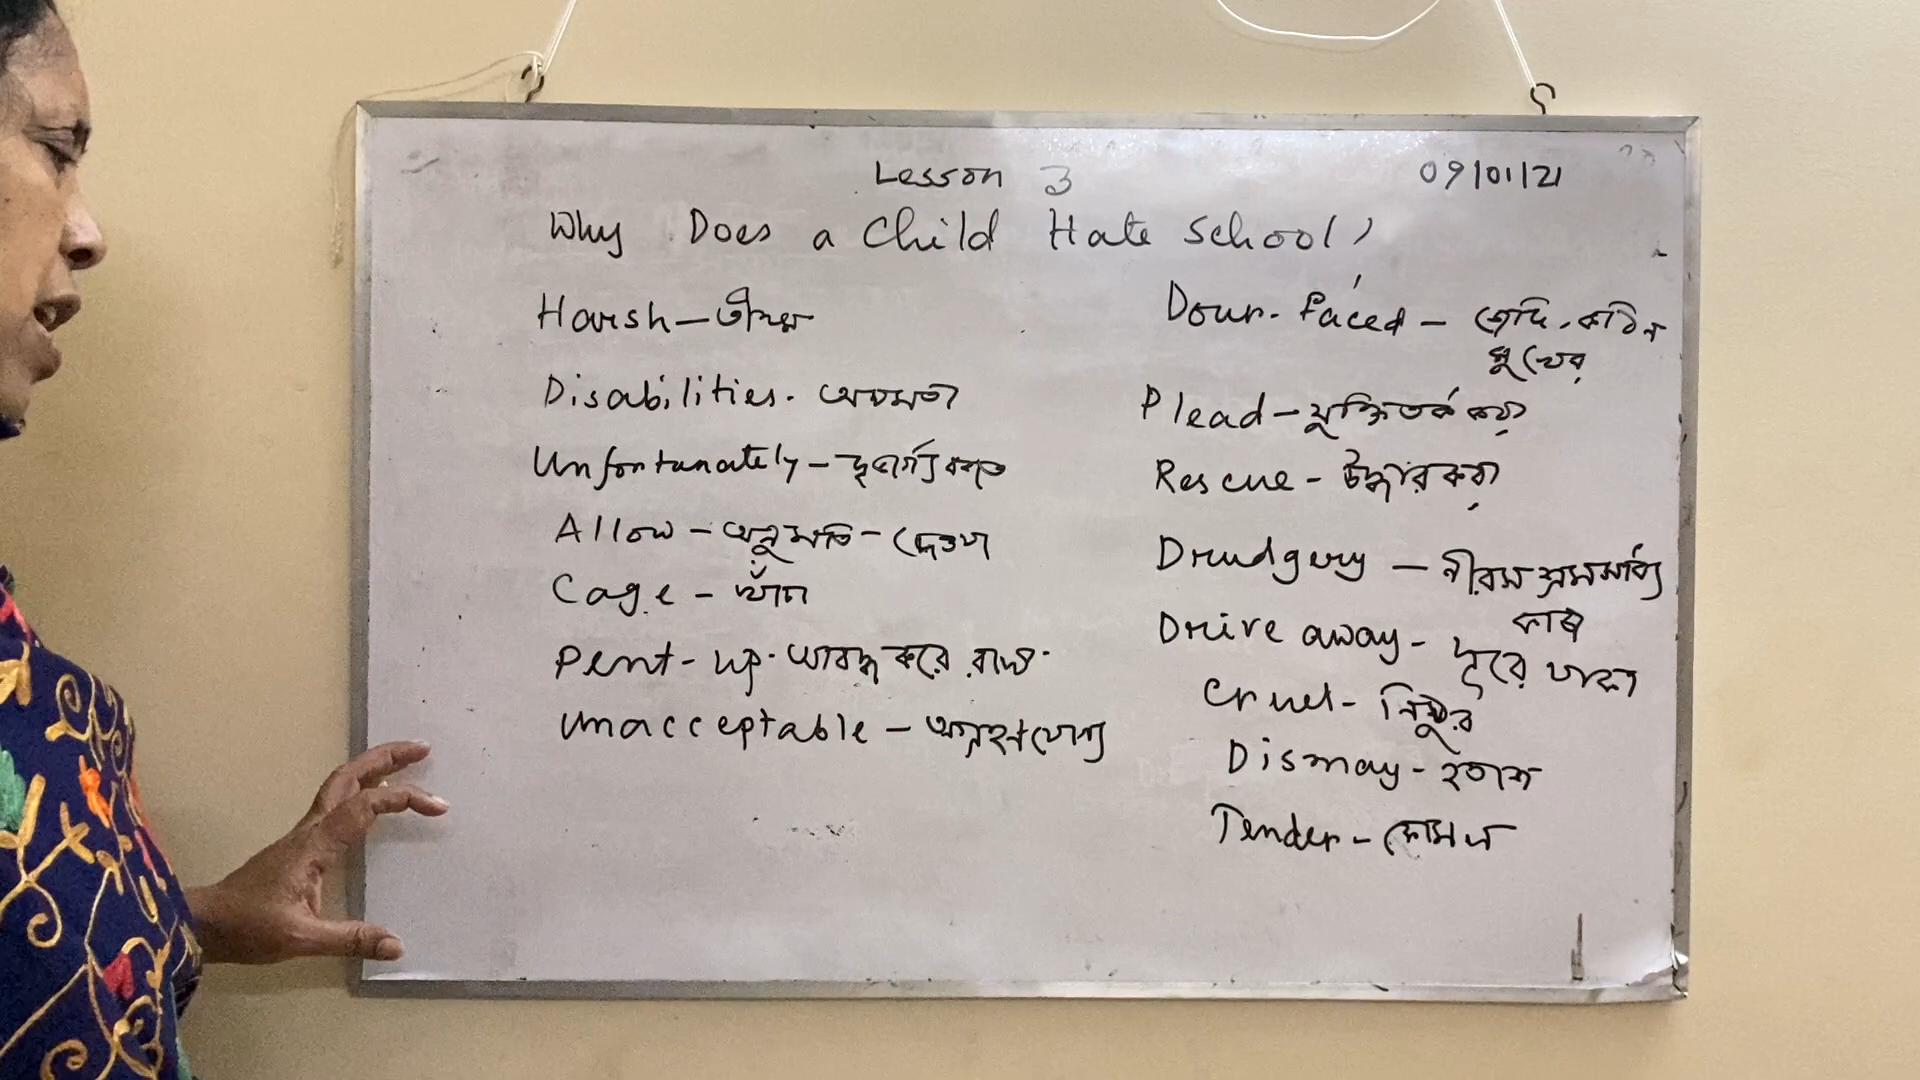 Lesson 3
09/01/21
Why Does a Child Hate School?
Harsh – তীক্ষ্ণ
Disabilities. অক্ষমতা
Unfortunately –
Allow – অনুমতি – দেওয়া
Cage – খাঁচা
Pent-up. আবদ্ধ করে রাখা.
Unacceptable – অগ্রহণযোগ্য
Dour-faced – জেদি, কঠিন
মুখের
Plead – যুক্তিতর্ক করা
Rescue – উদ্ধার করা
Drudgery – নীরস শ্রমসাধ্য
কাজ
Drive away – দূরে থাকা
Cruel – নিষ্ঠুর
Dismay – হতাশ
Tender – কোমল